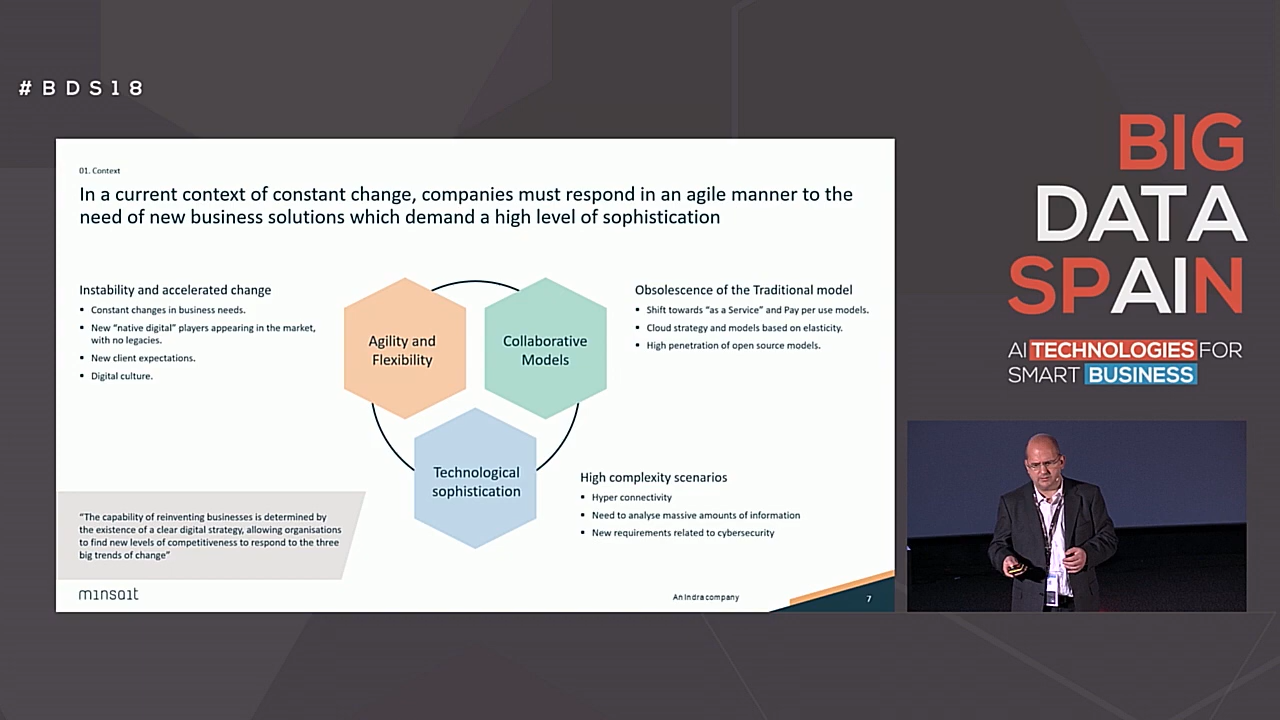 #BDS18
01. Context
In a current context of constant change, companies must respond in an agile manner to the
need of new business solutions which demand a high level of sophistication
Instability and accelerated change
▪ Constant changes in business needs.
▪ New “native digital” players appearing in the market,
with no legacies.
▪ New client expectations.
▪ Digital culture.
Agility and
Flexibility
Collaborative
Models
Technological
sophistication
Obsolescence of the Traditional model
▪ Shift towards “as a Service” and Pay per use models.
▪ Cloud strategy and models based on elasticity.
▪ High penetration of open source models.
High complexity scenarios
▪ Hyper connectivity
▪ Need to analyse massive amounts of information
▪ New requirements related to cybersecurity
“The capability of reinventing businesses is determined by
the existence of a clear digital strategy, allowing organisations
to find new levels of competitiveness to respond to the three
big trends of change”
minsait
An Indra company
7
BIG
DATA
SPAIN
AI TECHNOLOGIES FOR
SMART BUSINESS